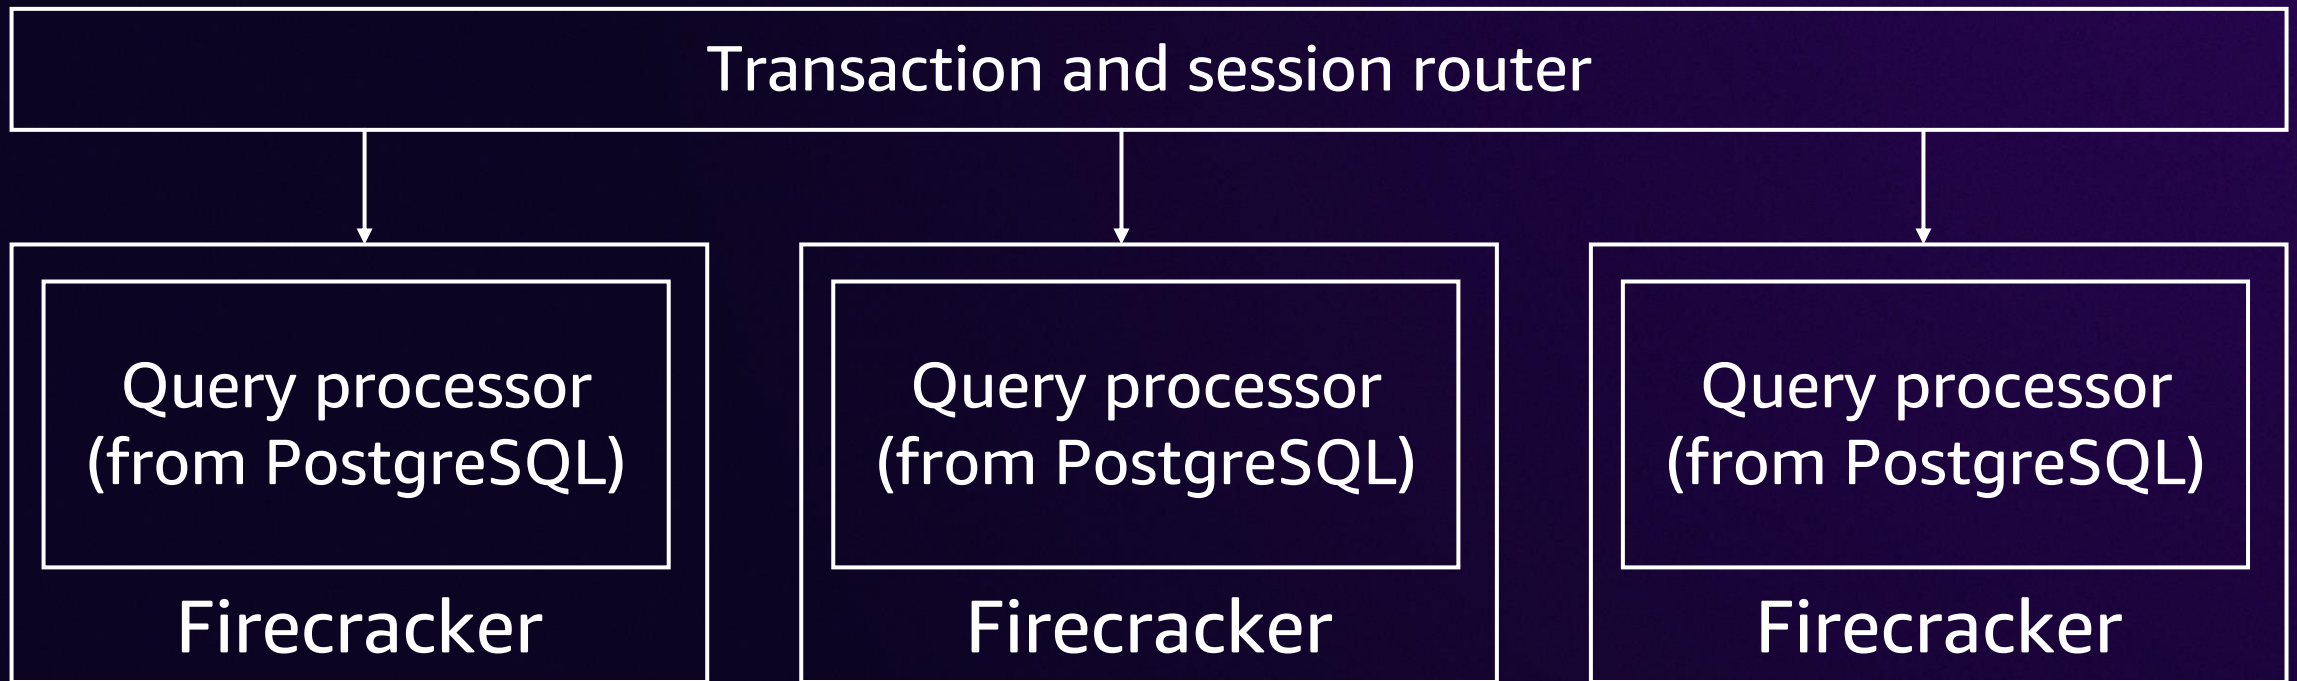 Transaction and session router
Query processor
(from PostgreSQL)
Firecracker
Query processor
(from PostgreSQL)
Firecracker
Query processor
(from PostgreSQL)
Firecracker